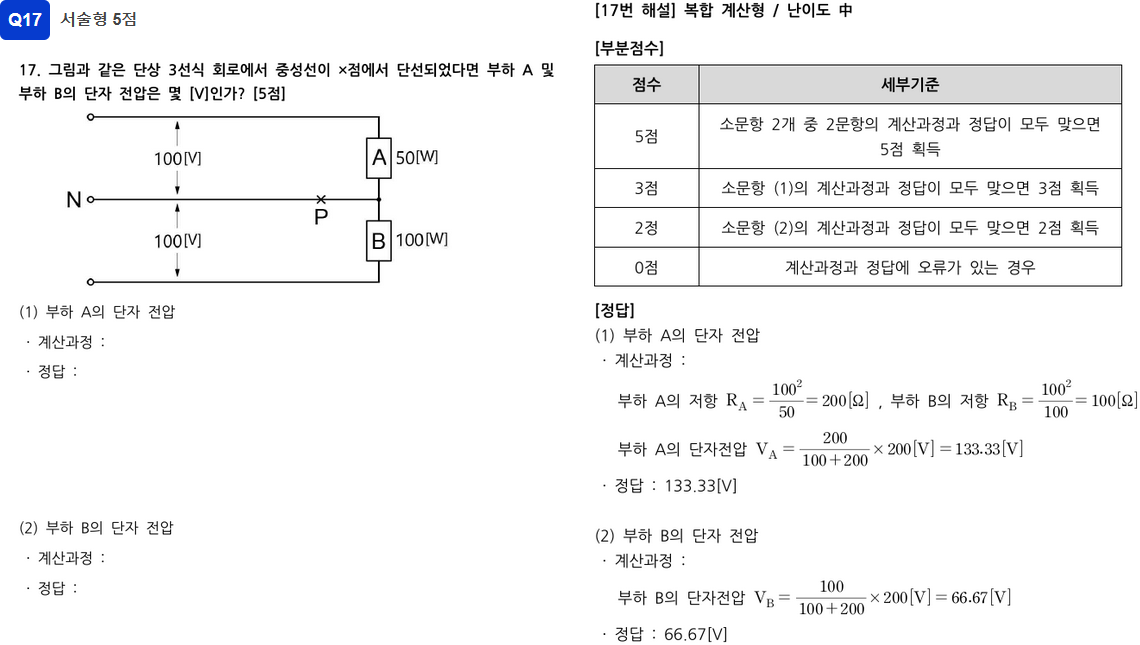 Q17 서술형 5점
17. 그림과 같은 단상 3선식 회로에서 중성선이 ×점에서 단선되었다면 부하 A 및
부하 B의 단자 전압은 몇 [V]인가? [5점]
100[V]
A 50[W]
N
P
100[V]
B 100[W]
(1) 부하 A의 단자 전압
· 계산과정 :
· 정답 :
(2) 부하 B의 단자 전압
· 계산과정 :
· 정답 :
[17번 해설] 복합 계산형 / 난이도 中
[부분점수]
점수 세부기준
5점 소문항 2개 중 2문항의 계산과정과 정답이 모두 맞으면
5점 획득
3점 소문항 (1)의 계산과정과 정답이 모두 맞으면 3점 획득
2정 소문항 (2)의 계산과정과 정답이 모두 맞으면 2점 획득
0점 계산과정과 정답에 오류가 있는 경우
[정답]
(1) 부하 A의 단자 전압
· 계산과정 :
부하 A의 저항 R_A = 100²/50 = 200[Ω] , 부하 B의 저항 R_B = 100²/100 = 100[Ω]
부하 A의 단자전압 V_A = 200/(100+200) × 200[V] = 133.33[V]
· 정답 : 133.33[V]
(2) 부하 B의 단자 전압
· 계산과정 :
부하 B의 단자전압 V_B = 100/(100+200) × 200[V] = 66.67[V]
· 정답 : 66.67[V]